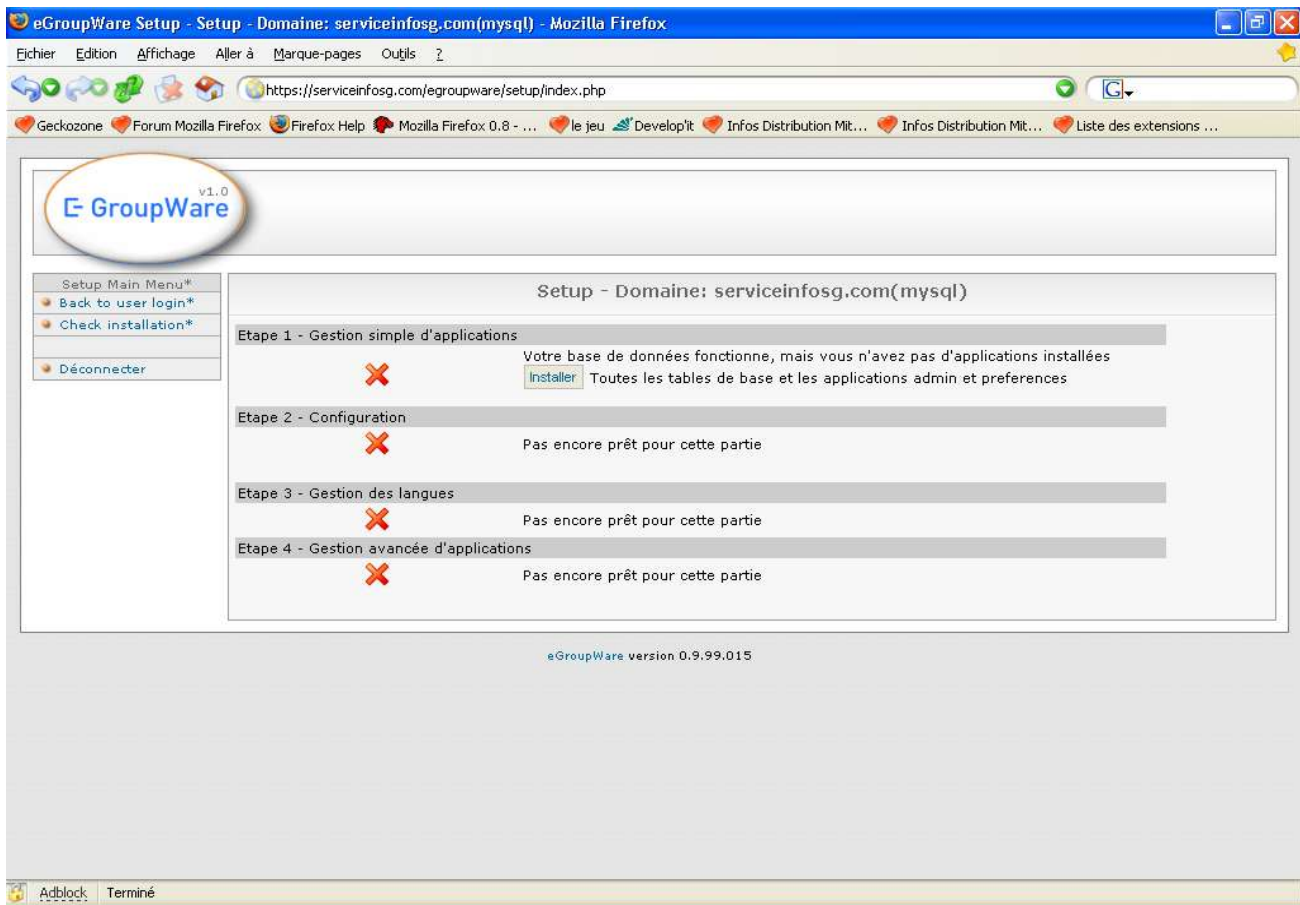 eGroupWare Setup - Setup - Domaine: serviceinfosg.com(mysql) - Mozilla Firefox
Fichier Edition Affichage Aller à Marque-pages Outils ?
https://serviceinfosg.com/egroupware/setup/index.php
G
Geckozone Forum Mozilla Firefox Firefox Help Mozilla Firefox 0.8 - ... le jeu Develop'it Infos Distribution Mit... Infos Distribution Mit... Liste des extensions ...
v1.0
E- GroupWare
Setup Main Menu*
Back to user login*
Check installation*
Déconnecter
Setup - Domaine: serviceinfosg.com(mysql)
Etape 1 - Gestion simple d'applications
Votre base de données fonctionne, mais vous n'avez pas d'applications installées
Installer Toutes les tables de base et les applications admin et preferences
Etape 2 - Configuration
Pas encore prêt pour cette partie
Etape 3 - Gestion des langues
Pas encore prêt pour cette partie
Etape 4 - Gestion avancée d'applications
Pas encore prêt pour cette partie
eGroupWare version 0.9.99.015
Adblock Terminé